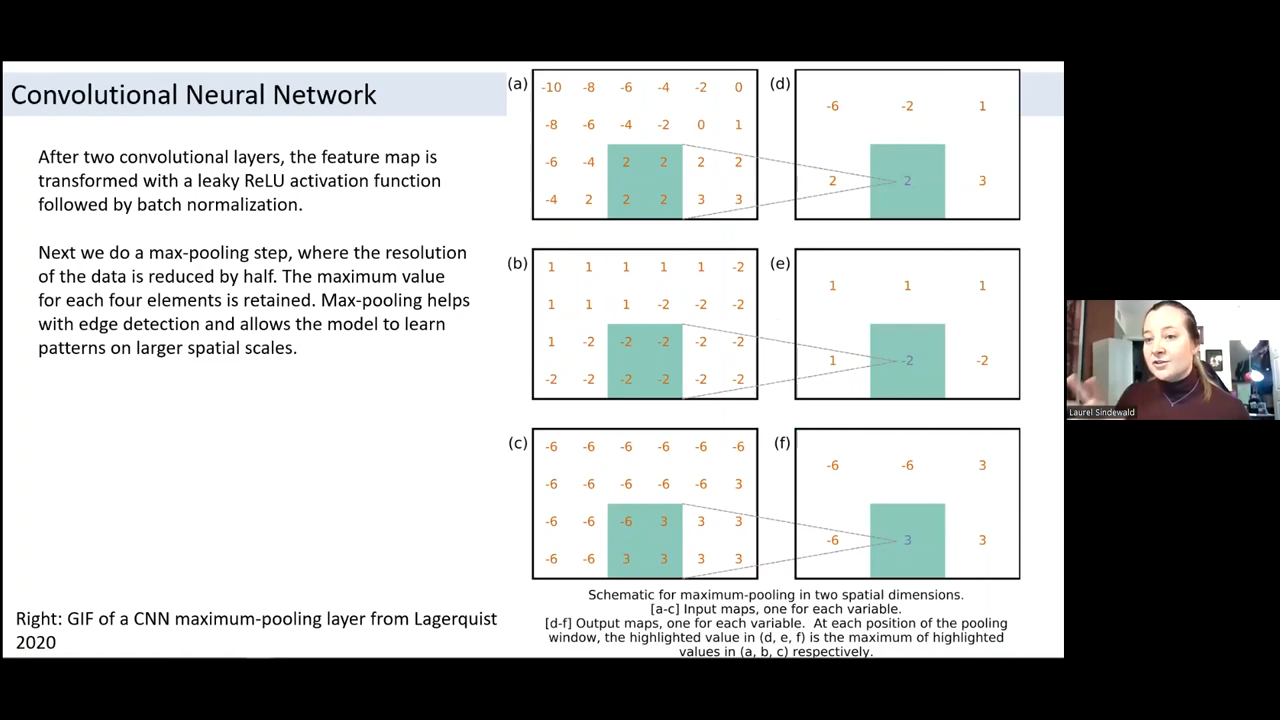 Convolutional Neural Network
After two convolutional layers, the feature map is
transformed with a leaky ReLU activation function
followed by batch normalization.
Next we do a max-pooling step, where the resolution
of the data is reduced by half. The maximum value
for each four elements is retained. Max-pooling helps
with edge detection and allows the model to learn
patterns on larger spatial scales.
Right: GIF of a CNN maximum-pooling layer from Lagerquist
2020
(a)
-10 -8 -6 -4 -2 0
-8 -6 -4 -2 0 1
-6 -4 2 2 2 2
-4 2 2 2 3 3
(d)
-6 -2 1
2 2 3
(b)
1 1 1 1 1 -2
1 1 1 -2 -2 -2
1 -2 -2 -2 -2 -2
-2 -2 -2 -2 -2 -2
(e)
1 1 1
1 -2 -2
(c)
-6 -6 -6 -6 -6 -6
-6 -6 -6 -6 -6 3
-6 -6 -6 3 3 3
-6 -6 3 3 3 3
(f)
-6 -6 3
-6 3 3
Schematic for maximum-pooling in two spatial dimensions.
[a-c] Input maps, one for each variable.
[d-f] Output maps, one for each variable. At each position of the pooling
window, the highlighted value in (d, e, f) is the maximum of highlighted
values in (a, b, c) respectively.
Laurel Sindewald